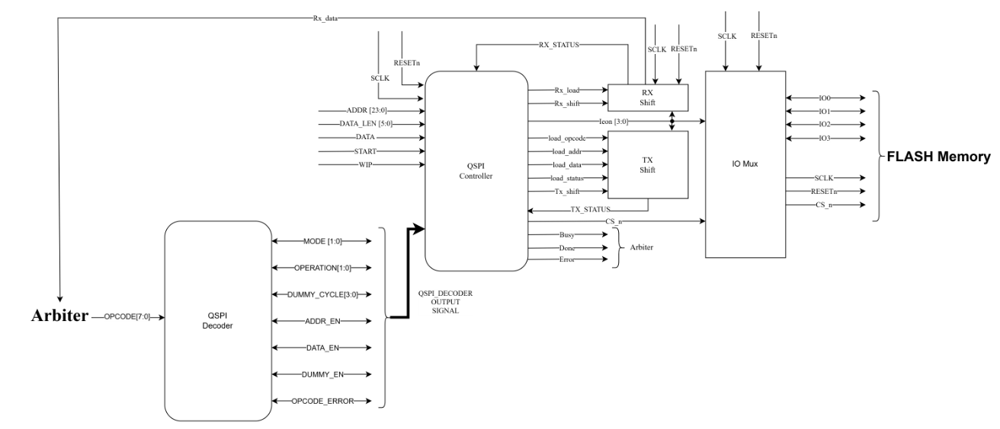 Rx_data
SCLK
RESETn
RX_STATUS
SCLK
RESETn
RESETn
SCLK
ADDR [23:0]
DATA_LEN [5:0]
DATA
START
WIP
QSPI
Controller
Rx_load
Rx_shift
Icon [3:0]
load_opcode
load_addr
load_data
load_status
Tx_shift
TX_STATUS
CS_n
Busy
Done
Error
Arbiter
RX
Shift
TX
Shift
IO Mux
IO0
IO1
IO2
IO3
SCLK
RESETn
CS_n
FLASH Memory
Arbiter
OPCODE[7:0]
QSPI
Decoder
MODE [1:0]
OPERATION[1:0]
DUMMY_CYCLE[3:0]
ADDR_EN
DATA_EN
DUMMY_EN
OPCODE_ERROR
QSPI_DECODER
OUTPUT
SIGNAL